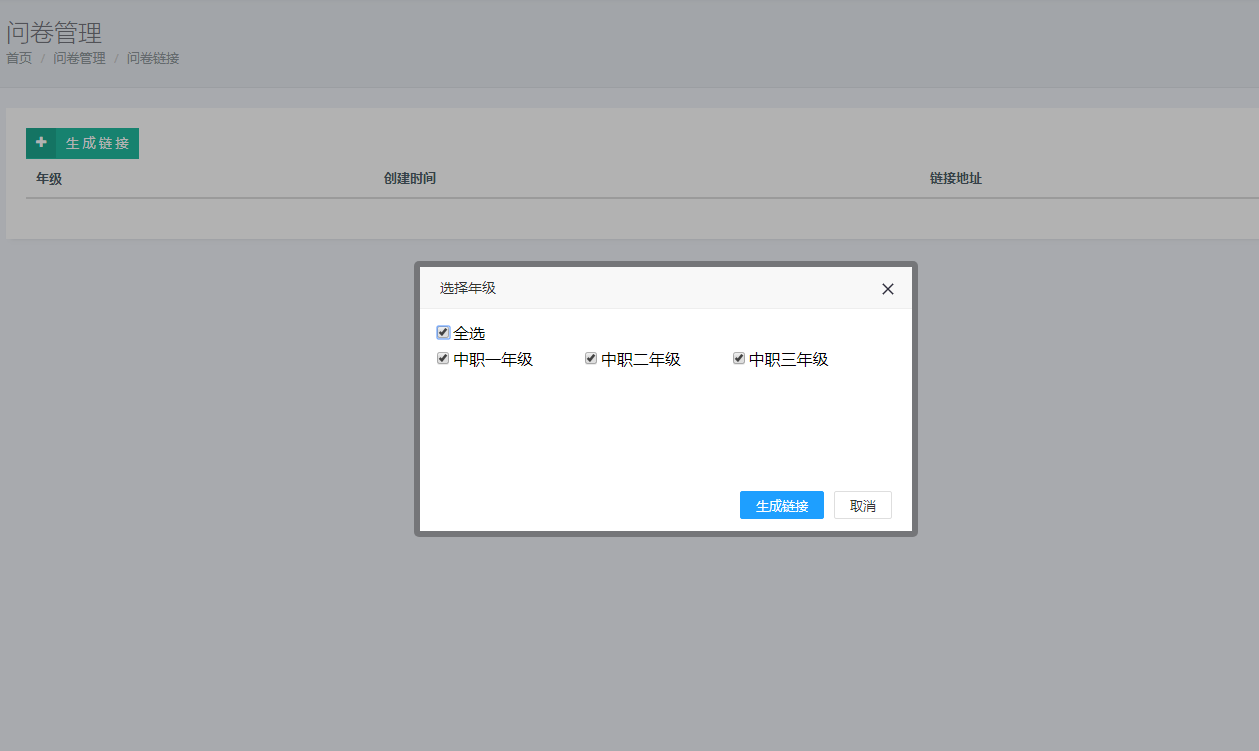 问卷管理
首页 / 问卷管理 / 问卷链接
生成链接
年级 创建时间 链接地址
选择年级
全选
中职一年级 中职二年级 中职三年级
生成链接 取消